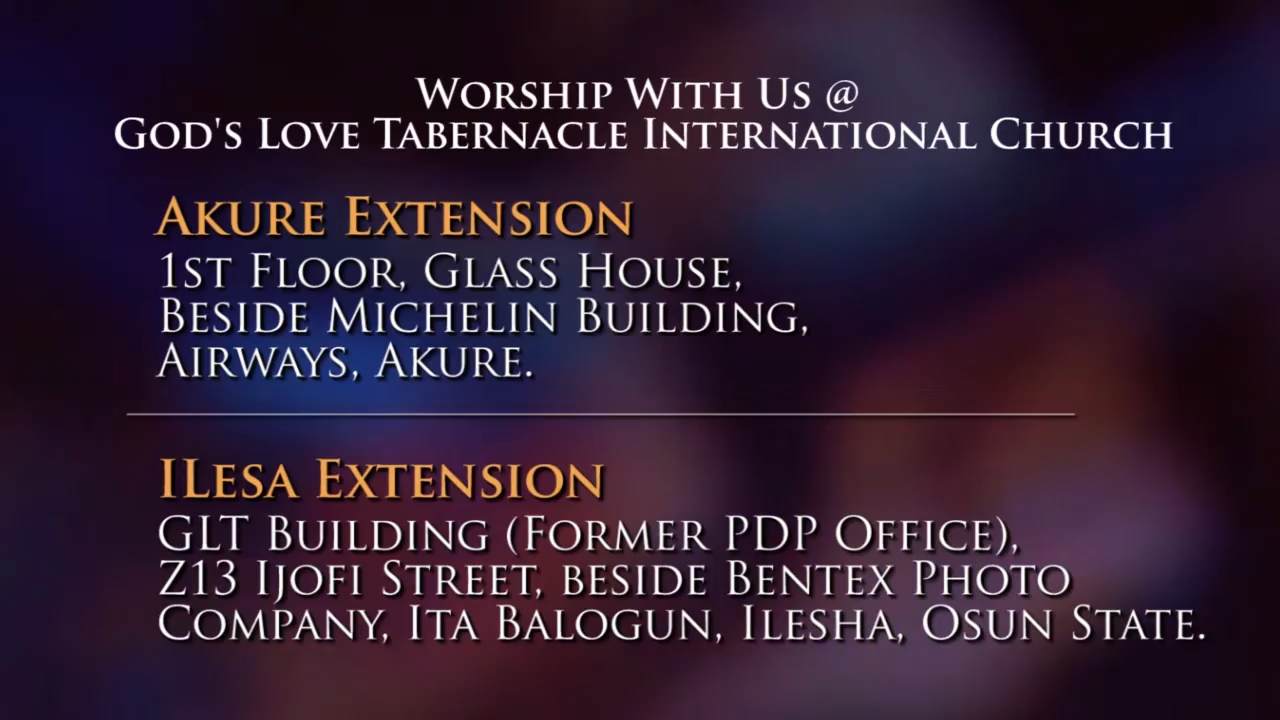 Worship With Us @
God's Love Tabernacle International Church
Akure Extension
1st Floor, Glass House,
Beside Michelin Building,
Airways, Akure.
ILesa Extension
GLT Building (Former PDP Office),
Z13 Ijofi Street, beside Bentex Photo
Company, Ita Balogun, Ilesha, Osun State.